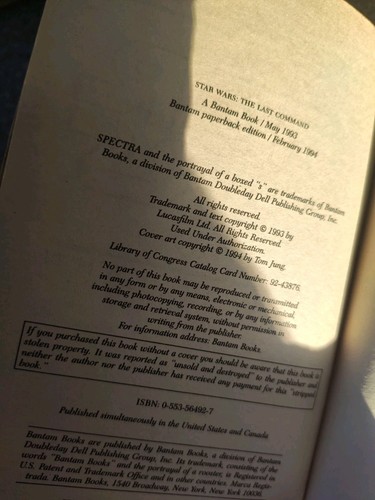 STAR WARS: THE LAST COMMAND
A Bantam Book / May 1993
Bantam paperback edition / February 1994
SPECTRA and the portrayal of a boxed "s" are trademarks of Bantam
Books, a division of Bantam Doubleday Dell Publishing Group, Inc.
All rights reserved.
Trademark and text copyright © 1993 by
Lucasfilm Ltd. All Rights Reserved.
Used Under Authorization.
Cover art copyright © 1994 by Tom Jung.
Library of Congress Catalog Card Number: 92-43876.
No part of this book may be reproduced or transmitted
in any form or by any means, electronic or mechanical,
including photocopying, recording, or by any information
storage and retrieval system, without permission in
writing from the publisher.
For information address: Bantam Books.
If you purchased this book without a cover you should be aware that this book is
stolen property. It was reported as "unsold and destroyed" to the publisher and
neither the author nor the publisher has received any payment for this "stripped
book."
ISBN: 0-553-56492-7
Published simultaneously in the United States and Canada
Bantam Books are published by Bantam Books, a division of Bantam
Doubleday Dell Publishing Group, Inc. Its trademark, consisting of the
words "Bantam Books" and the portrayal of a rooster, is Registered in
U.S. Patent and Trademark Office and in other countries. Marca Regis-
trada. Bantam Books, 1540 Broadway, New York, New York 10036.